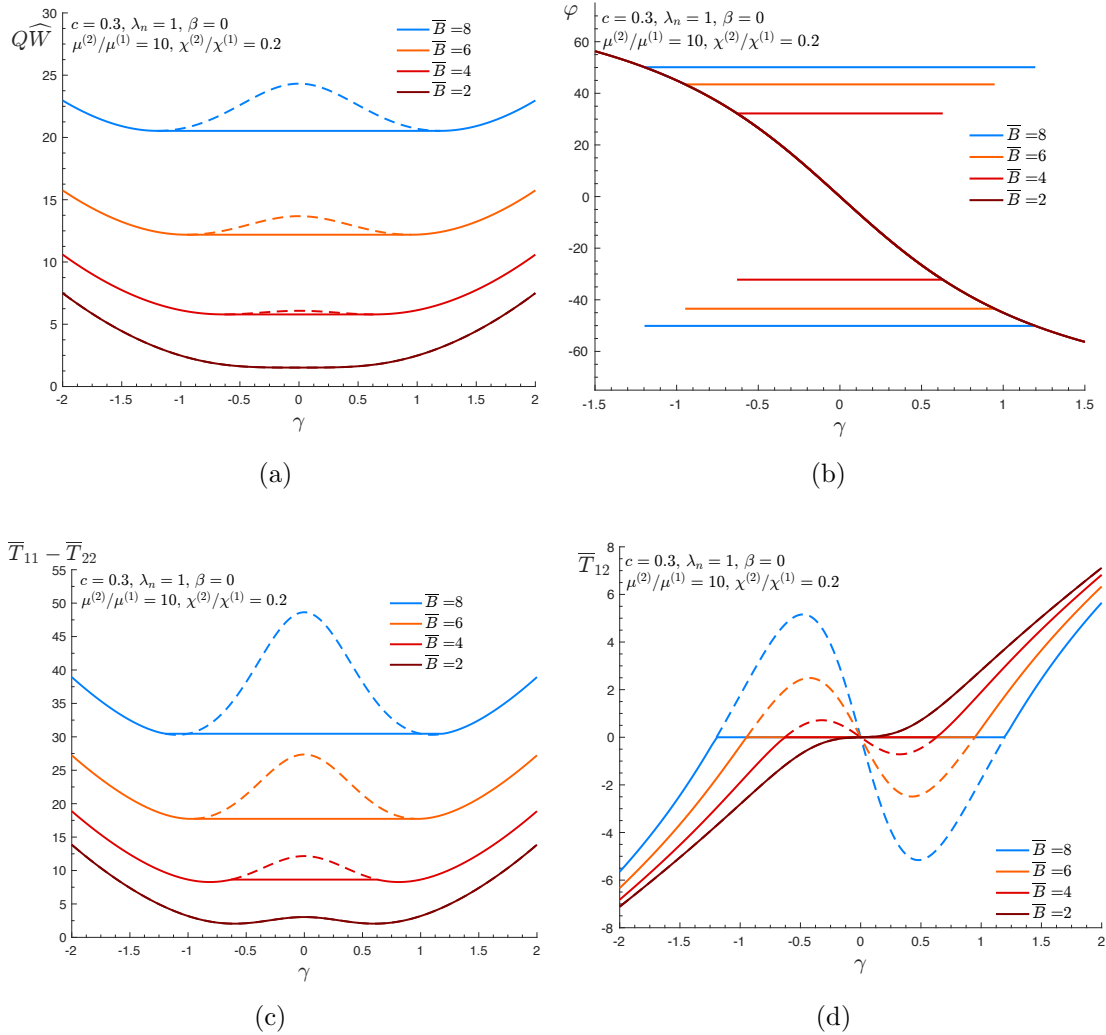 QŴ
c = 0.3, λₙ = 1, β = 0
μ⁽²⁾/μ⁽¹⁾ = 10, χ⁽²⁾/χ⁽¹⁾ = 0.2
B̅ =8
B̅ =6
B̅ =4
B̅ =2
30
25
20
15
10
5
0
-2 -1.5 -1 -0.5 0 0.5 1 1.5 2
γ
(a)
φ
c = 0.3, λₙ = 1, β = 0
μ⁽²⁾/μ⁽¹⁾ = 10, χ⁽²⁾/χ⁽¹⁾ = 0.2
60
40
20
0
-20
-40
-60
B̅ =8
B̅ =6
B̅ =4
B̅ =2
-1.5 -1 -0.5 0 0.5 1 1.5
γ
(b)
T̅₁₁ − T̅₂₂
c = 0.3, λₙ = 1, β = 0
μ⁽²⁾/μ⁽¹⁾ = 10, χ⁽²⁾/χ⁽¹⁾ = 0.2
B̅ =8
B̅ =6
B̅ =4
B̅ =2
55
50
45
40
35
30
25
20
15
10
5
0
-2 -1.5 -1 -0.5 0 0.5 1 1.5 2
γ
(c)
T̅₁₂
c = 0.3, λₙ = 1, β = 0
μ⁽²⁾/μ⁽¹⁾ = 10, χ⁽²⁾/χ⁽¹⁾ = 0.2
8
6
4
2
0
-2
-4
-6
-8
B̅ =8
B̅ =6
B̅ =4
B̅ =2
-2 -1.5 -1 -0.5 0 0.5 1 1.5 2
γ
(d)